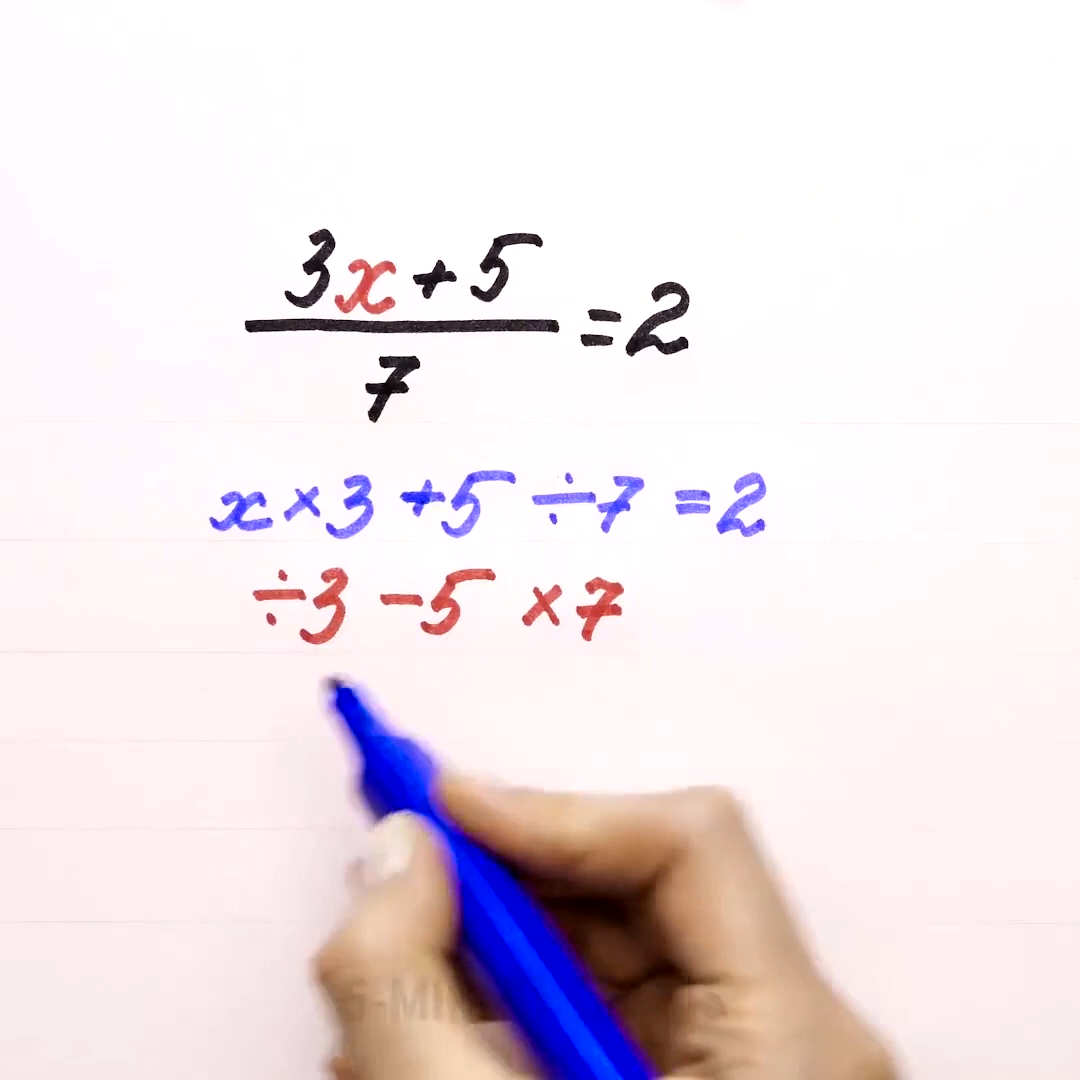 3x + 5
7
= 2
x × 3 + 5 ÷ 7 = 2
÷ 3 - 5 × 7